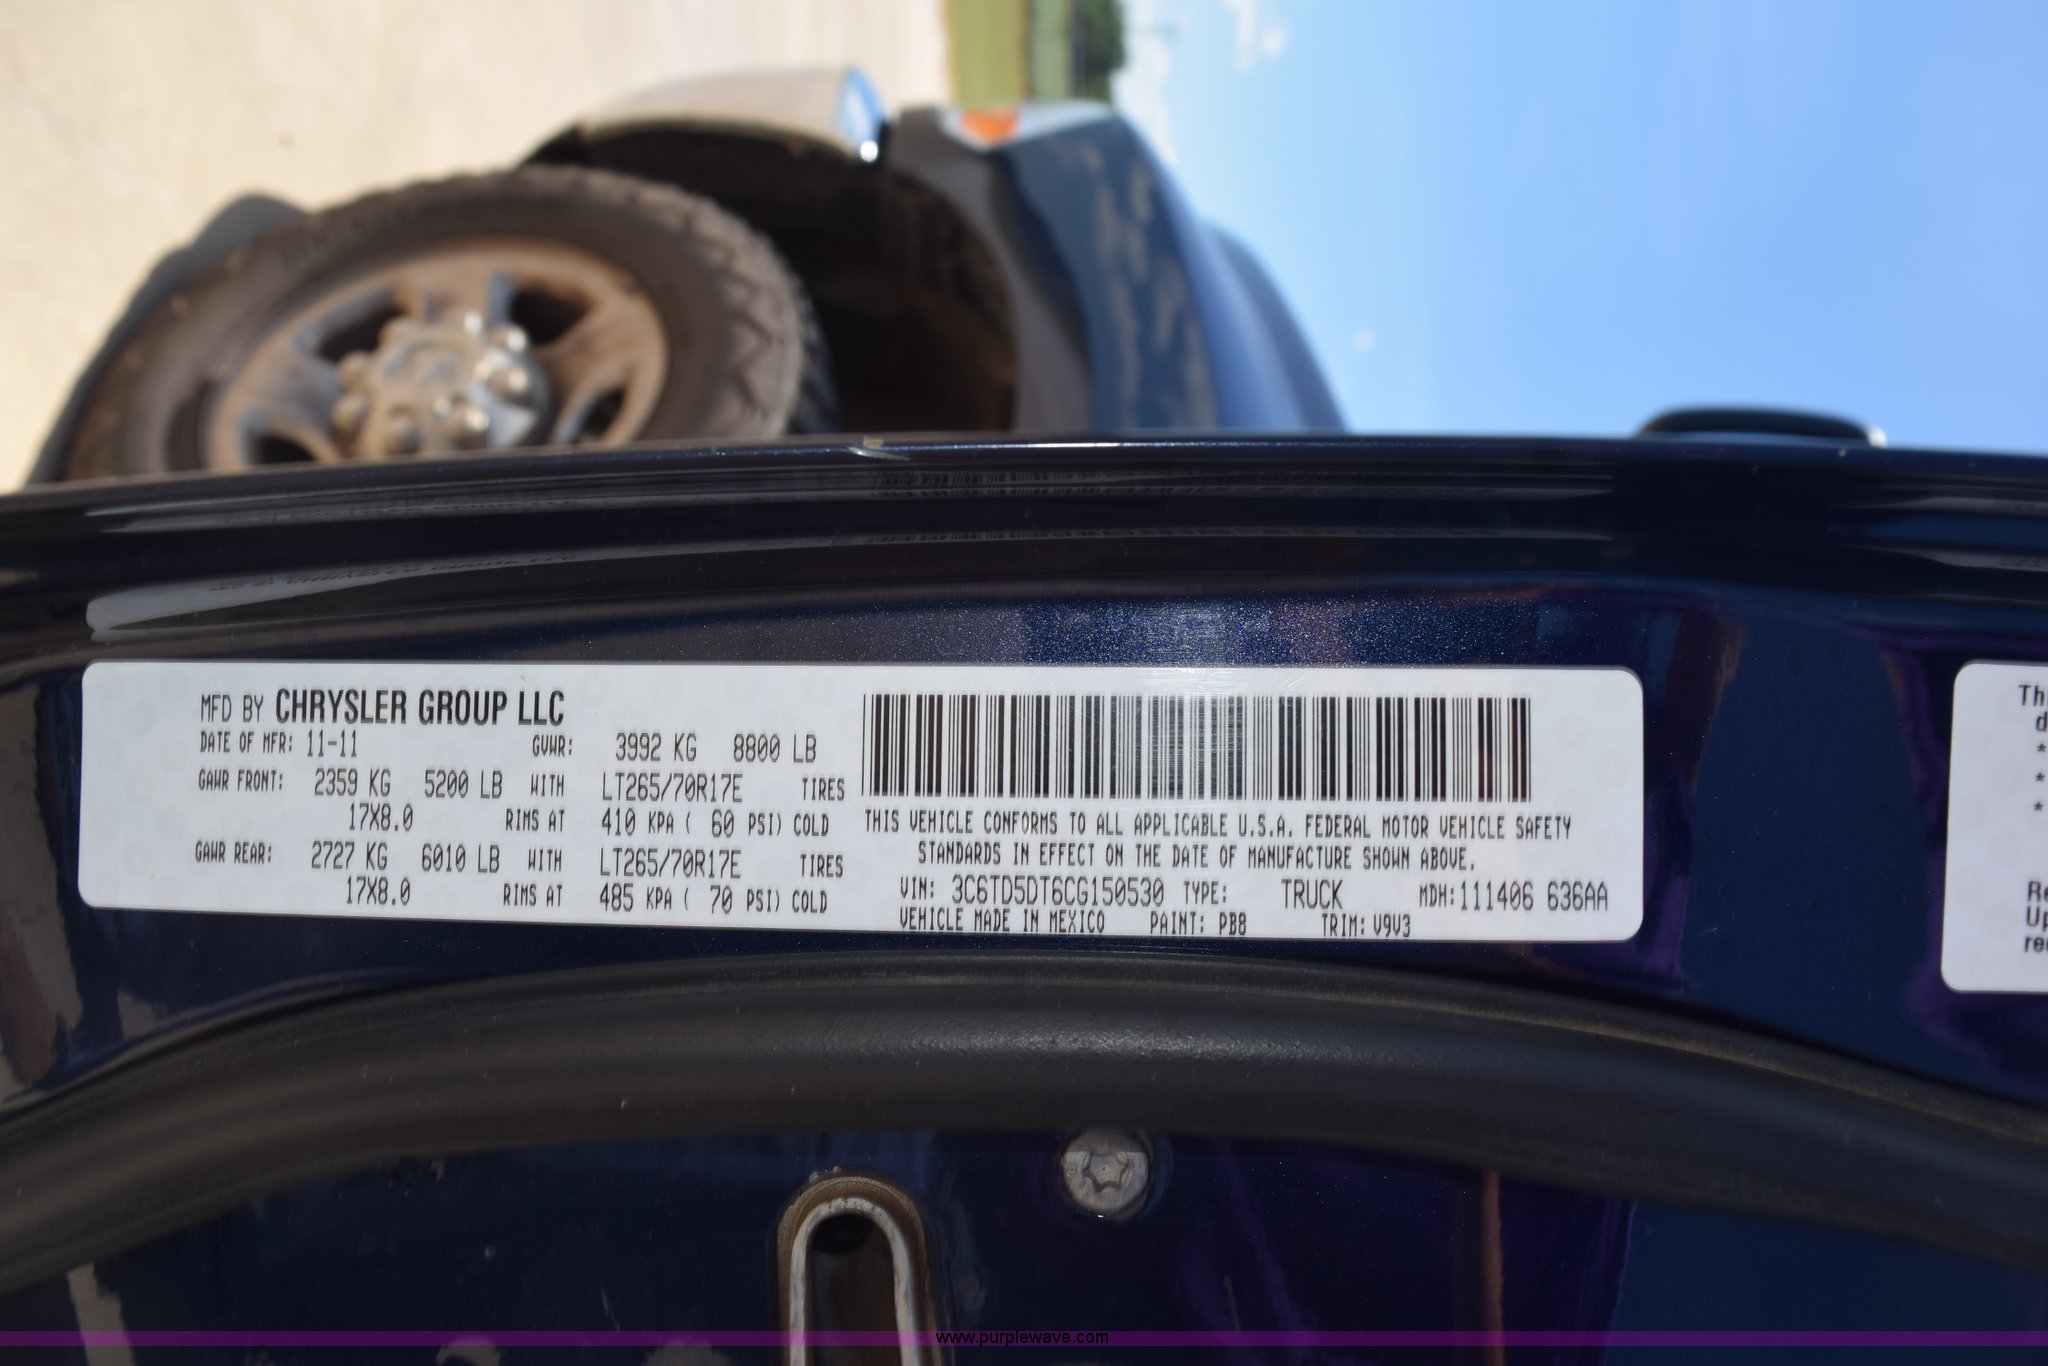 MFD BY CHRYSLER GROUP LLC
DATE OF MFR: 11-11 GVWR: 3992 KG 8800 LB
GAWR FRONT: 2359 KG 5200 LB WITH LT265/70R17E TIRES
17X8.0 RIMS AT 410 KPA ( 60 PSI) COLD
GAWR REAR: 2727 KG 6010 LB WITH LT265/70R17E TIRES
17X8.0 RIMS AT 485 KPA ( 70 PSI) COLD
THIS VEHICLE CONFORMS TO ALL APPLICABLE U.S.A. FEDERAL MOTOR VEHICLE SAFETY
STANDARDS IN EFFECT ON THE DATE OF MANUFACTURE SHOWN ABOVE.
VIN: 3C6TD5DT6CG150530 TYPE: TRUCK MDH:111406 636AA
VEHICLE MADE IN MEXICO PAINT: PB8 TRIM: V9V3
www.purplewave.com